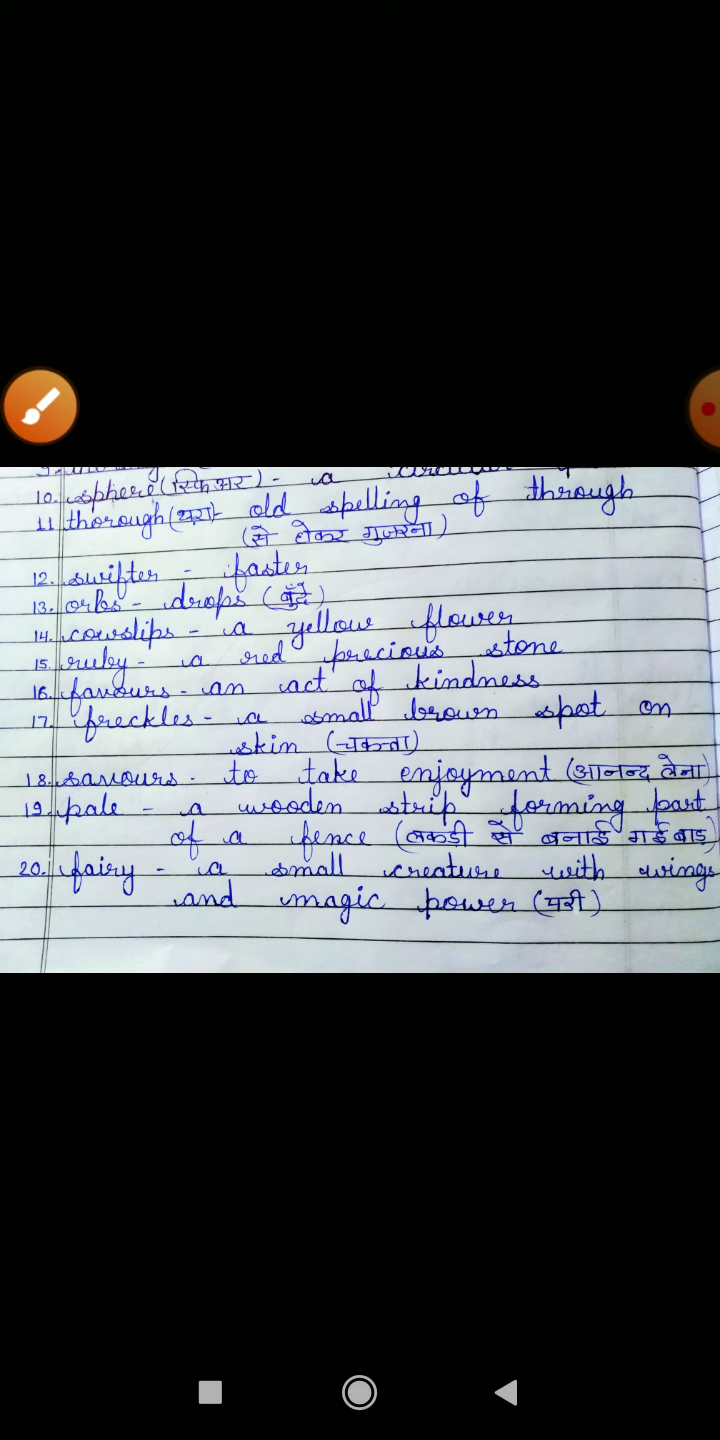 10. sphere (स्फिअर) - a
11 thorough (थरा) - old spelling of through
(से होकर गुजरना)
12. swifter - faster
13. orbs - drops (बुँदे)
14. cowslips - a yellow flower
15. ruby - a red precious stone
16. favours - an act of kindness
17. freckles - a small brown spot on
skin (चकता)
18. savours - to take enjoyment (आनन्द लेना)
19. pale - a wooden strip forming part
of a fence (लकड़ी से बनाई गई बाड़
20. fairy - a small creature with wings
and magic power (परी)